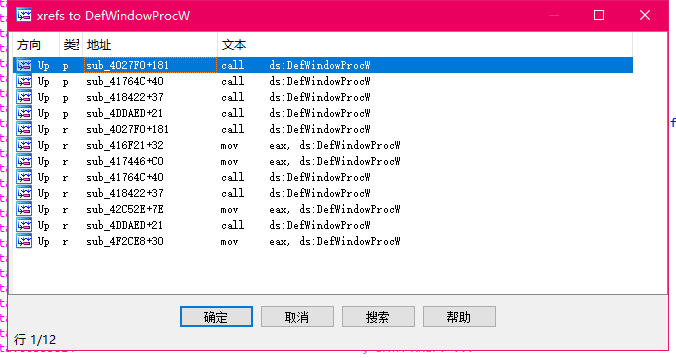 xrefs to DefWindowProcW
方向 类型 地址 文本
Up p sub_4027F0+181 call ds:DefWindowProcW
Up p sub_41764C+40 call ds:DefWindowProcW
Up p sub_418422+37 call ds:DefWindowProcW
Up p sub_4DDAED+21 call ds:DefWindowProcW
Up r sub_4027F0+181 call ds:DefWindowProcW
Up r sub_416F21+32 mov eax, ds:DefWindowProcW
Up r sub_417446+C0 mov eax, ds:DefWindowProcW
Up r sub_41764C+40 call ds:DefWindowProcW
Up r sub_418422+37 call ds:DefWindowProcW
Up r sub_42C52E+7E mov eax, ds:DefWindowProcW
Up r sub_4DDAED+21 call ds:DefWindowProcW
Up r sub_4F2CE8+30 mov eax, ds:DefWindowProcW
确定 取消 搜索 帮助
行 1/12